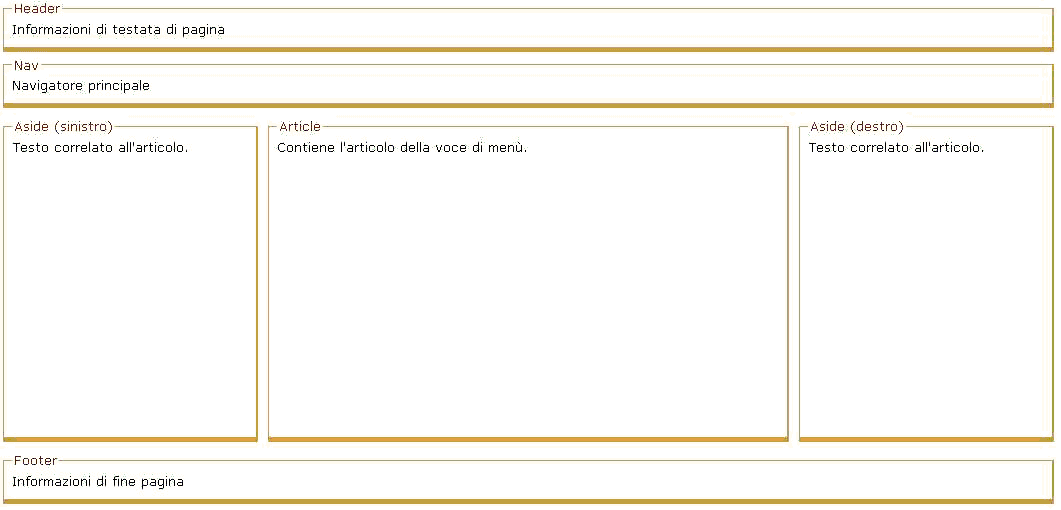 Header
Informazioni di testata di pagina
Nav
Navigatore principale
Aside (sinistro)
Testo correlato all'articolo.
Article
Contiene l'articolo della voce di menù.
Aside (destro)
Testo correlato all'articolo.
Footer
Informazioni di fine pagina